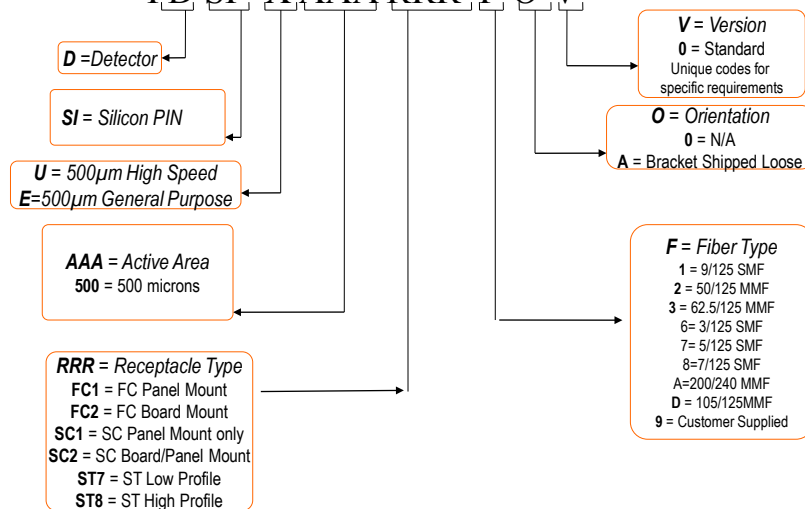 V = Version
0 = Standard
Unique codes for
specific requirements
D =Detector
SI = Silicon PIN
O = Orientation
0 = N/A
A = Bracket Shipped Loose
U = 500µm High Speed
E=500µm General Purpose
AAA = Active Area
500 = 500 microns
F = Fiber Type
1 = 9/125 SMF
2 = 50/125 MMF
3 = 62.5/125 MMF
6= 3/125 SMF
7= 5/125 SMF
8=7/125 SMF
A=200/240 MMF
D = 105/125MMF
9 = Customer Supplied
RRR = Receptacle Type
FC1 = FC Panel Mount
FC2 = FC Board Mount
SC1 = SC Panel Mount only
SC2 = SC Board/Panel Mount
ST7 = ST Low Profile
ST8 = ST High Profile